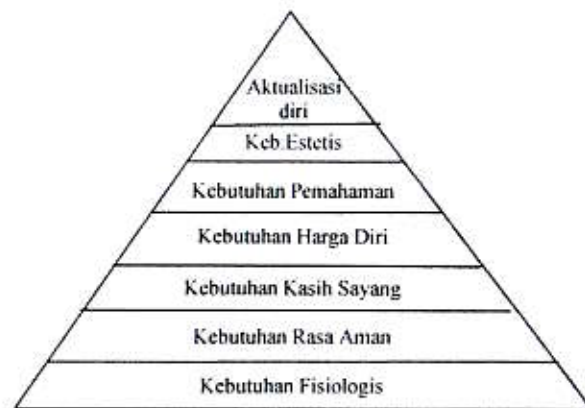 Aktualisasi
diri
Keb.Estetis
Kebutuhan Pemahaman
Kebutuhan Harga Diri
Kebutuhan Kasih Sayang
Kebutuhan Rasa Aman
Kebutuhan Fisiologis